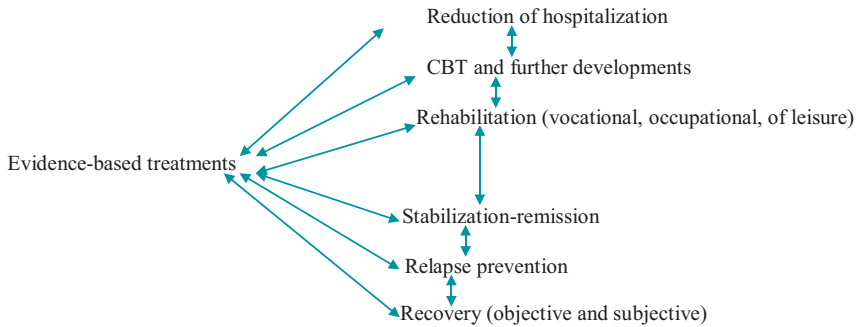 Reduction of hospitalization
CBT and further developments
Rehabilitation (vocational, occupational, of leisure)
Evidence-based treatments
Stabilization-remission
Relapse prevention
Recovery (objective and subjective)